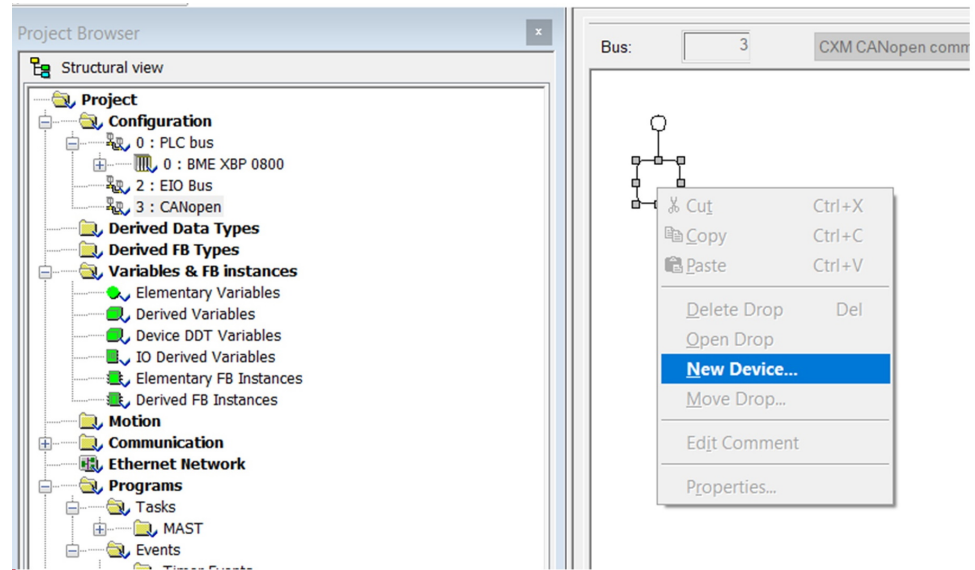 Project Browser
x
Structural view
Project
Configuration
0 : PLC bus
0 : BME XBP 0800
2 : EIO Bus
3 : CANopen
Derived Data Types
Derived FB Types
Variables & FB instances
Elementary Variables
Derived Variables
Device DDT Variables
IO Derived Variables
Elementary FB Instances
Derived FB Instances
Motion
Communication
Ethernet Network
Programs
Tasks
MAST
Events
Timer Events
Bus: 3 CXM CANopen comm
Cut Ctrl+X
Copy Ctrl+C
Paste Ctrl+V
Delete Drop Del
Open Drop
New Device...
Move Drop...
Edit Comment
Properties...